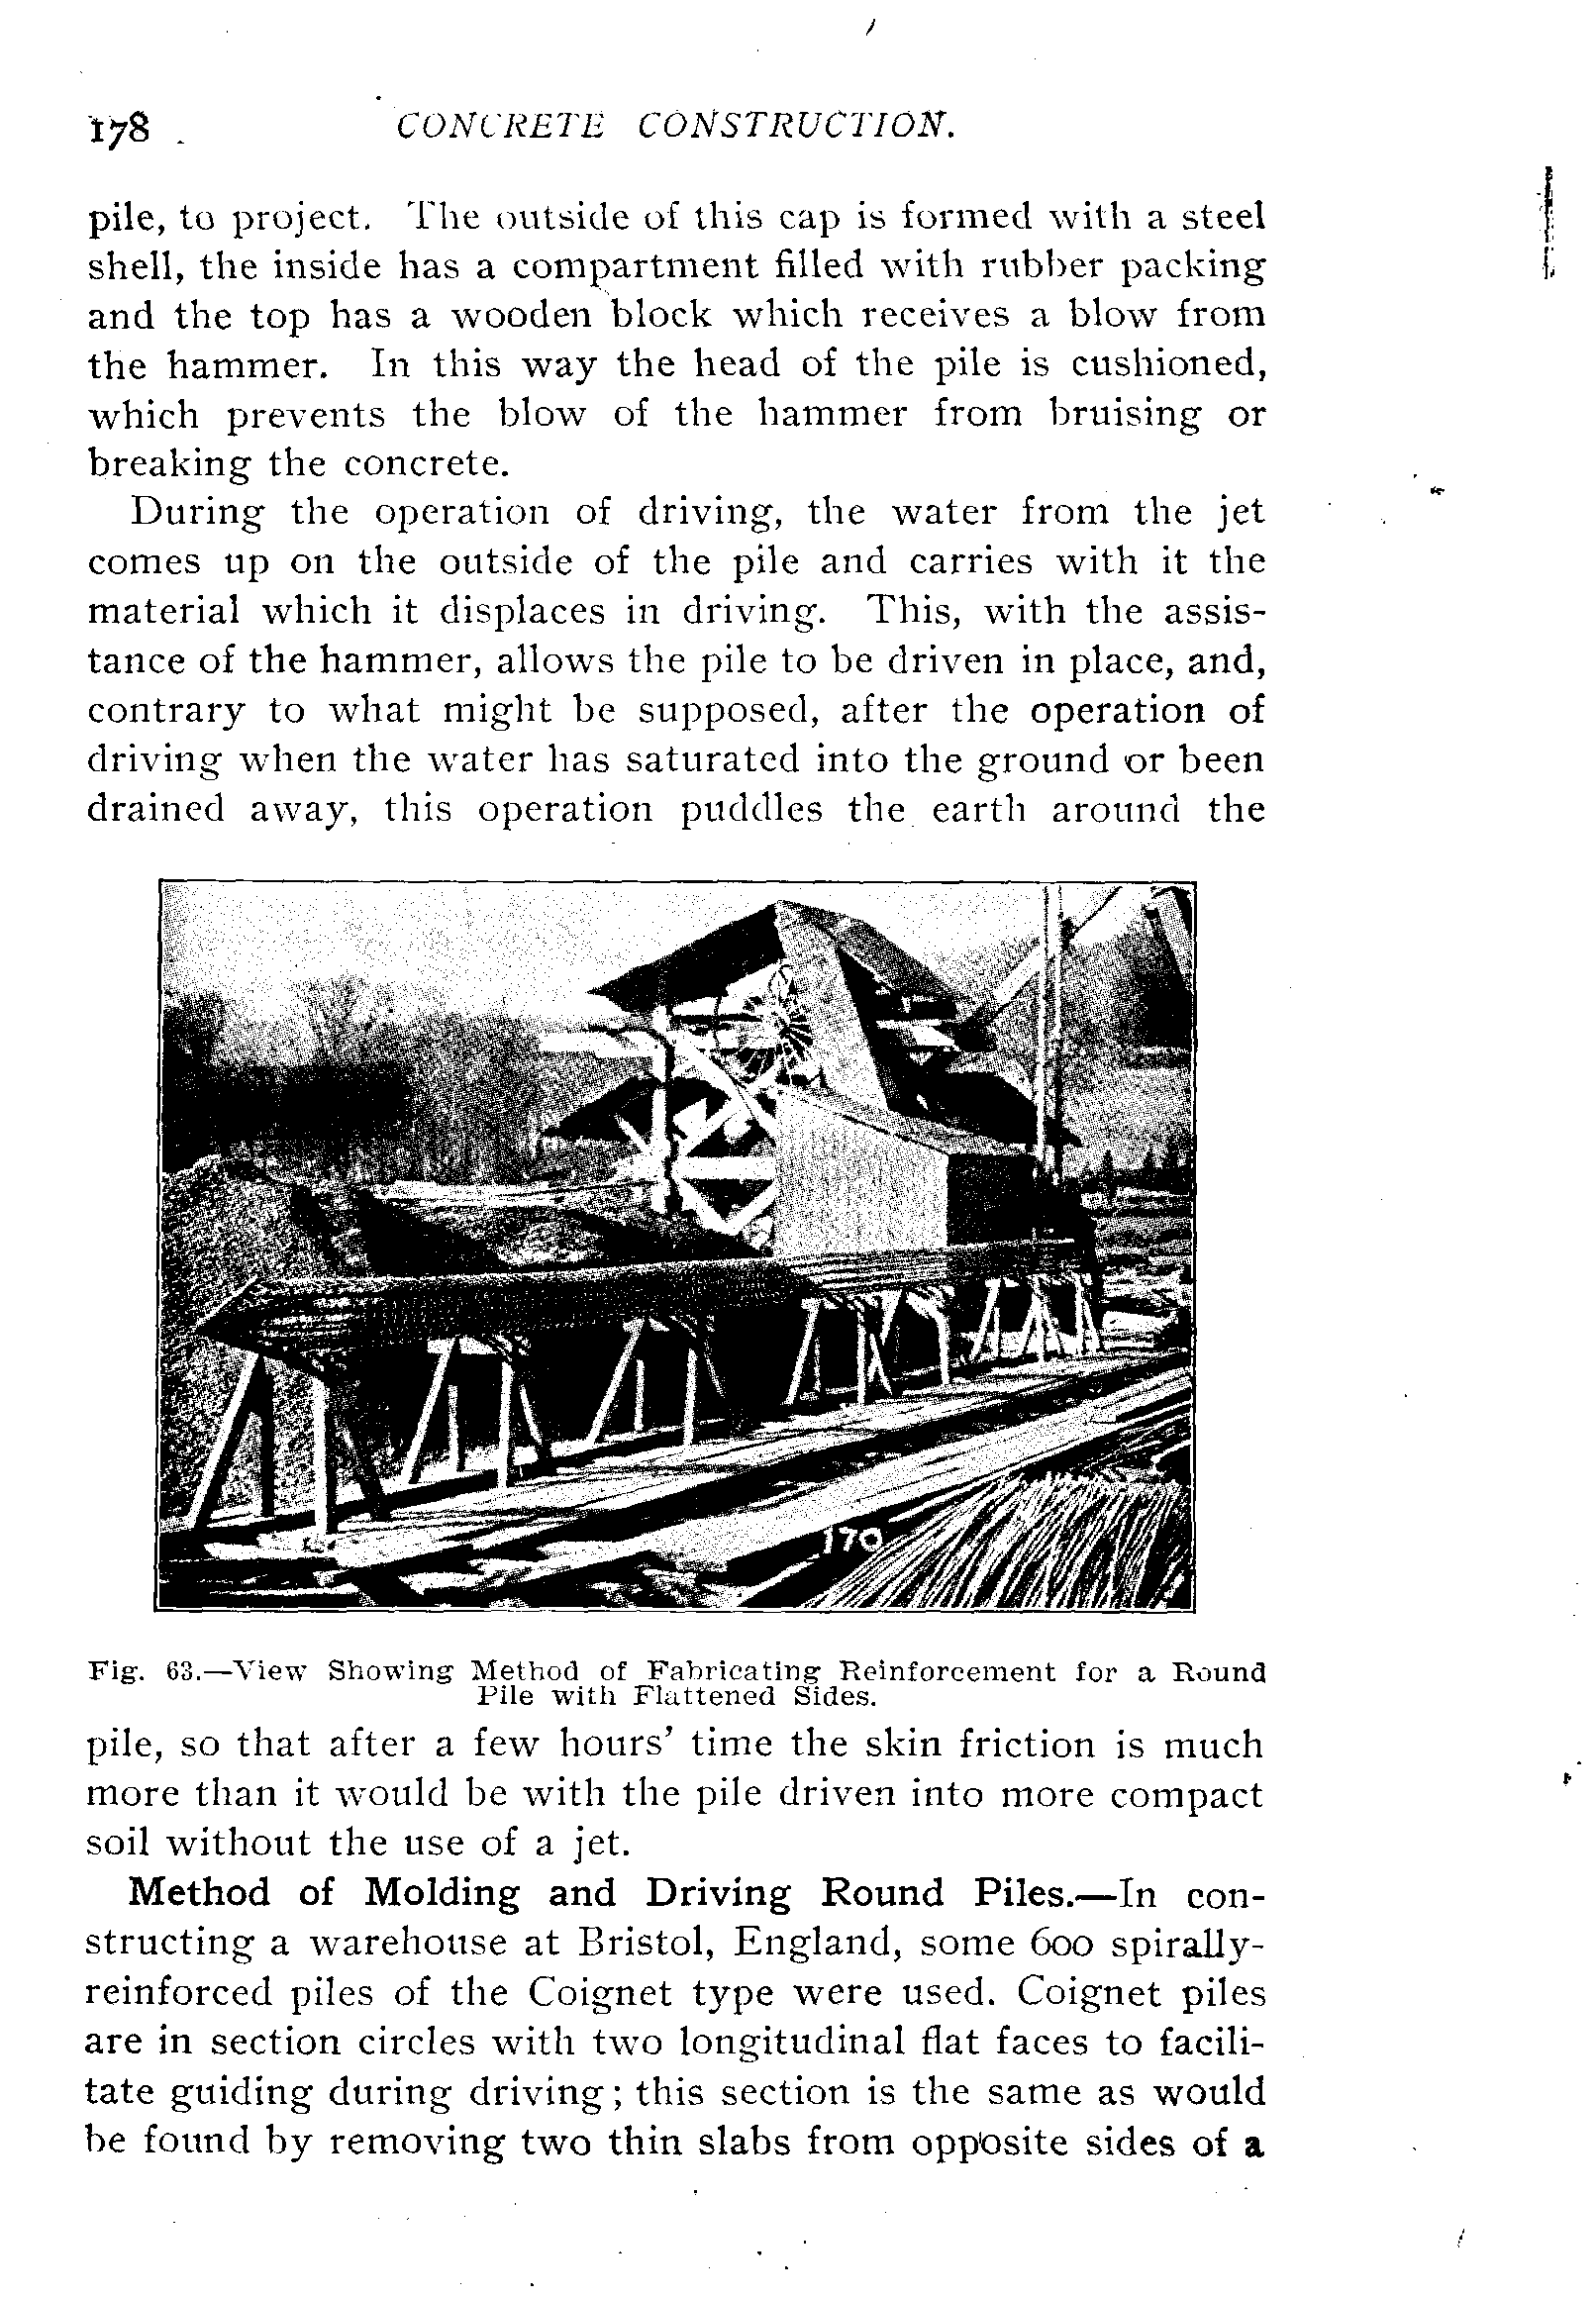 178 CONCRETE CONSTRUCTION.
pile, to project. The outside of this cap is formed with a steel
shell, the inside has a compartment filled with rubber packing
and the top has a wooden block which receives a blow from
the hammer. In this way the head of the pile is cushioned,
which prevents the blow of the hammer from bruising or
breaking the concrete.
During the operation of driving, the water from the jet
comes up on the outside of the pile and carries with it the
material which it displaces in driving. This, with the assis-
tance of the hammer, allows the pile to be driven in place, and,
contrary to what might be supposed, after the operation of
driving when the water has saturated into the ground or been
drained away, this operation puddles the earth around the
170
Fig. 63.—View Showing Method of Fabricating Reinforcement for a Round
Pile with Flattened Sides.
pile, so that after a few hours' time the skin friction is much
more than it would be with the pile driven into more compact
soil without the use of a jet.
Method of Molding and Driving Round Piles.—In con-
structing a warehouse at Bristol, England, some 600 spirally-
reinforced piles of the Coignet type were used. Coignet piles
are in section circles with two longitudinal flat faces to facili-
tate guiding during driving; this section is the same as would
be found by removing two thin slabs from opposite sides of a